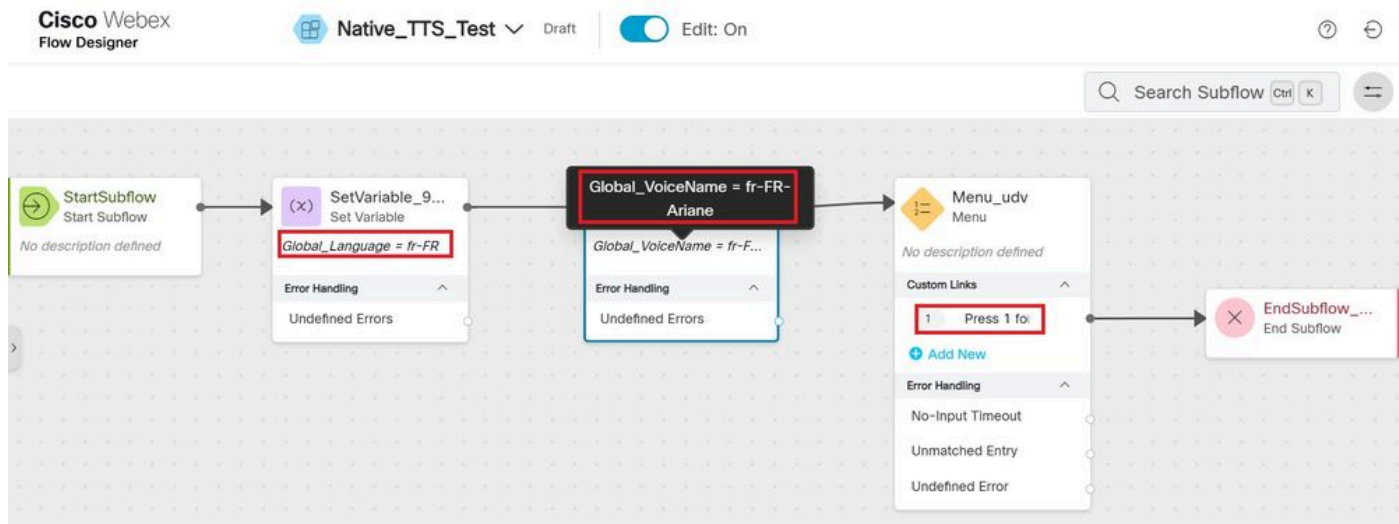 Cisco Webex
Flow Designer
Native_TTS_Test
Draft
Edit: On
Search Subflow Ctrl K
StartSubflow
Start Subflow
No description defined
SetVariable_9...
Set Variable
Global_Language = fr-FR
Error Handling
Undefined Errors
Global_VoiceName = fr-FR-
Ariane
Global_VoiceName = fr-F...
Error Handling
Undefined Errors
Menu_udv
Menu
No description defined
Custom Links
1 Press 1 fo
Add New
Error Handling
No-Input Timeout
Unmatched Entry
Undefined Error
EndSubflow_...
End Subflow